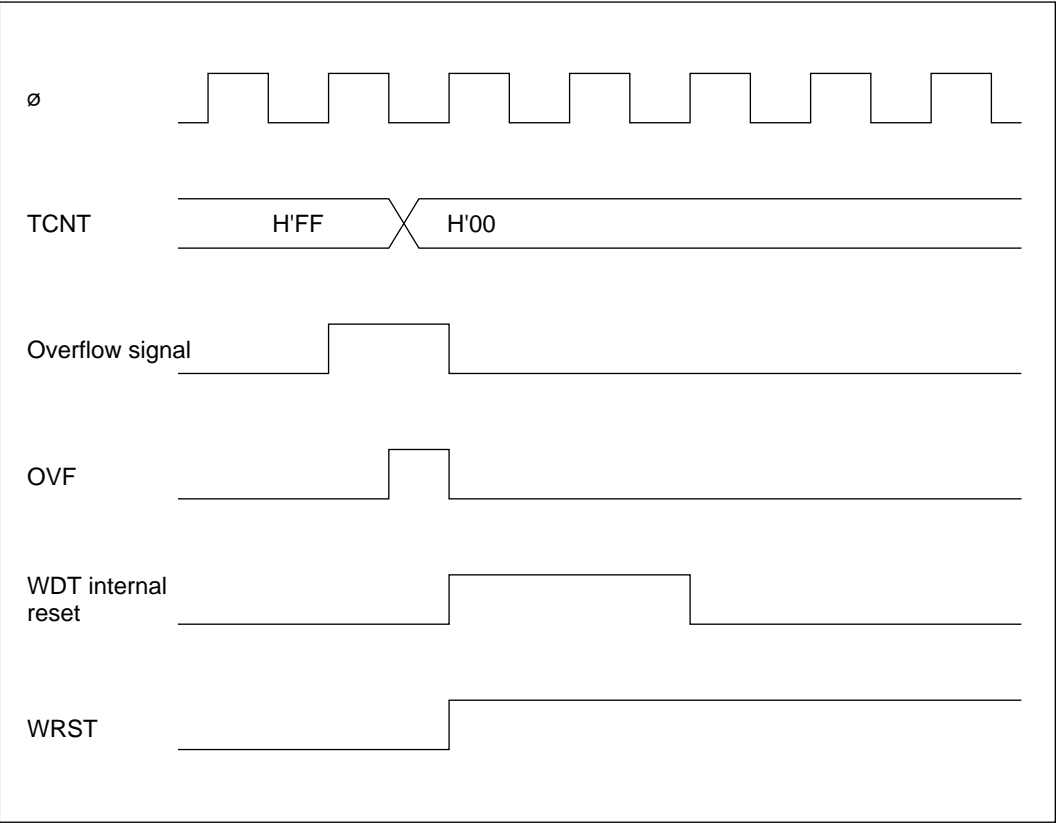 ø
TCNT
H'FF
H'00
Overflow signal
OVF
WDT internal
reset
WRST